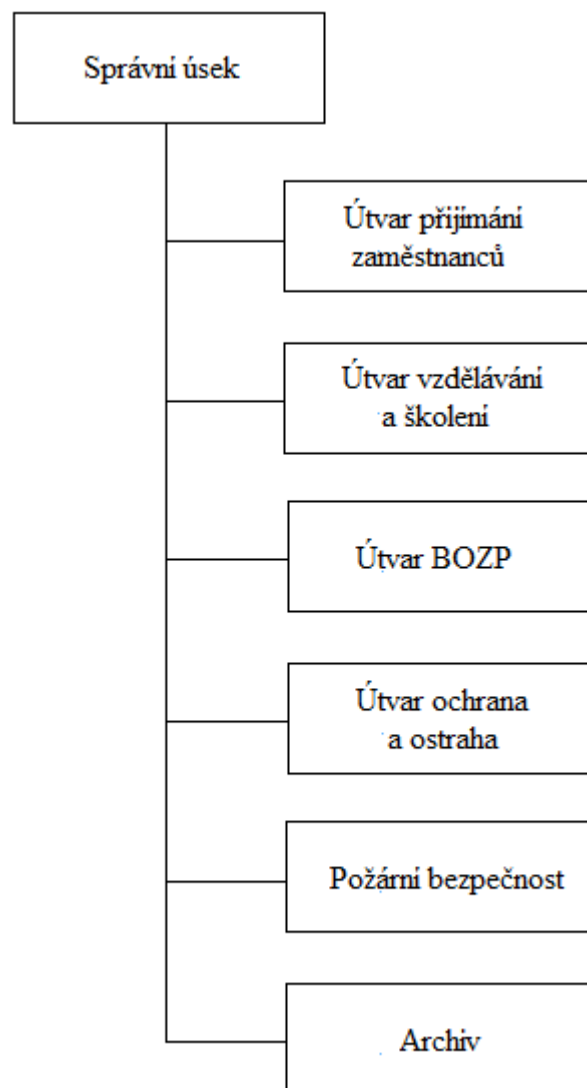 Správní úsek
Útvar přijímání
zaměstnanců
Útvar vzdělávání
a školení
Útvar BOZP
Útvar ochrana
a ostraha
Požární bezpečnost
Archiv